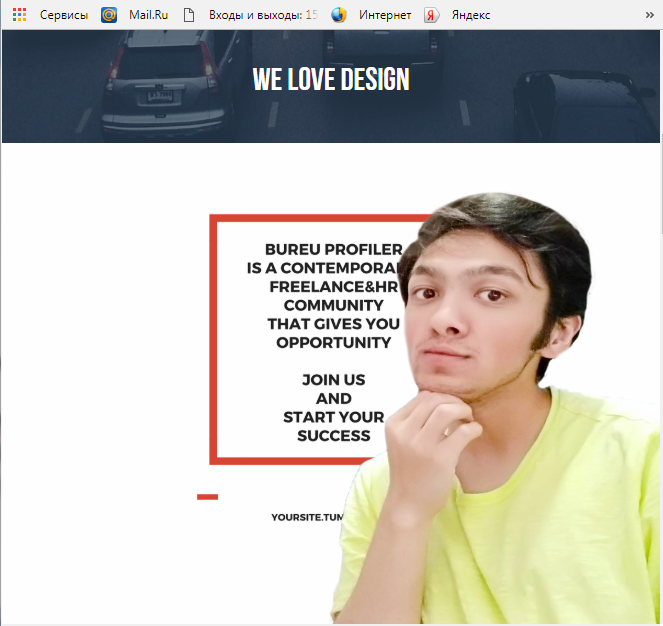 Сервисы Mail.Ru Входы и выходы: 15 Интернет Яндекс »
WE LOVE DESIGN
BUREU PROFILER
IS A CONTEMPORA
FREELANCE&HR
COMMUNITY
THAT GIVES YOU
OPPORTUNITY
JOIN US
AND
START YOUR
SUCCESS
YOURSITE.TUM